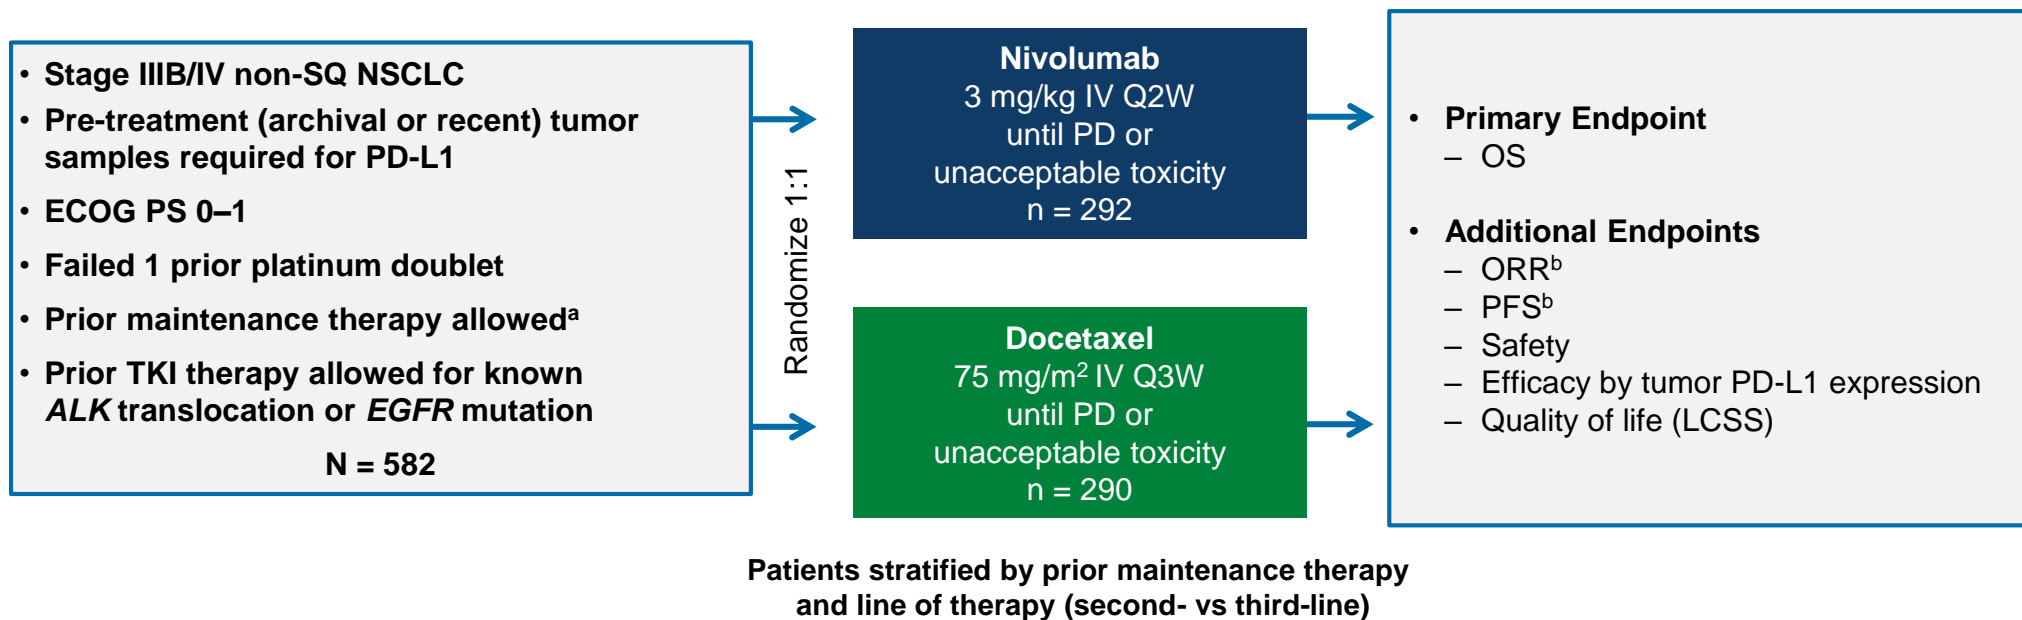 • Stage IIIB/IV non-SQ NSCLC
• Pre-treatment (archival or recent) tumor
samples required for PD-L1
• ECOG PS 0–1
• Failed 1 prior platinum doublet
• Prior maintenance therapy allowedᵃ
• Prior TKI therapy allowed for known
ALK translocation or EGFR mutation
N = 582
Randomize 1:1
Nivolumab
3 mg/kg IV Q2W
until PD or
unacceptable toxicity
n = 292
Docetaxel
75 mg/m² IV Q3W
until PD or
unacceptable toxicity
n = 290
• Primary Endpoint
– OS
• Additional Endpoints
– ORRᵇ
– PFSᵇ
– Safety
– Efficacy by tumor PD-L1 expression
– Quality of life (LCSS)
Patients stratified by prior maintenance therapy
and line of therapy (second- vs third-line)